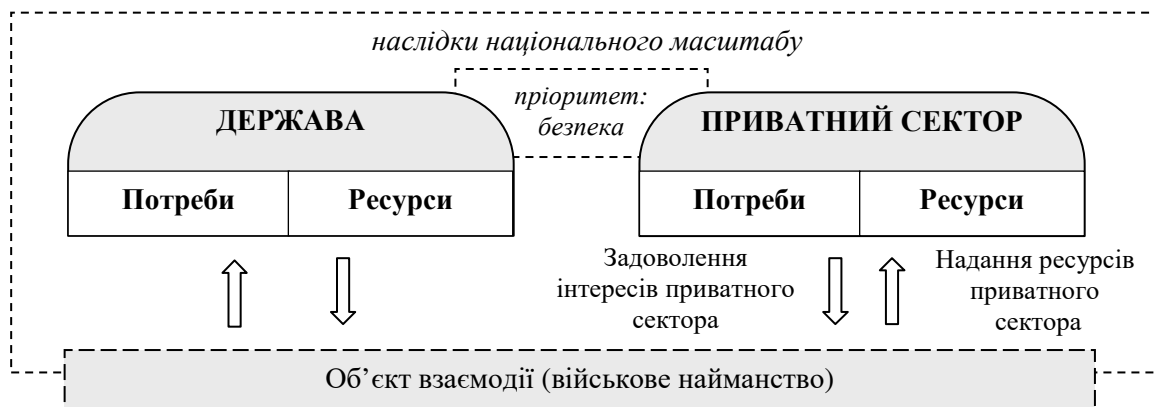 наслідки національного масштабу
пріоритет:
безпека
ДЕРЖАВА
ПРИВАТНИЙ СЕКТОР
Потреби
Ресурси
Потреби
Ресурси
Задоволення
інтересів приватного
сектора
Надання ресурсів
приватного
сектора
Об’єкт взаємодії (військове найманство)